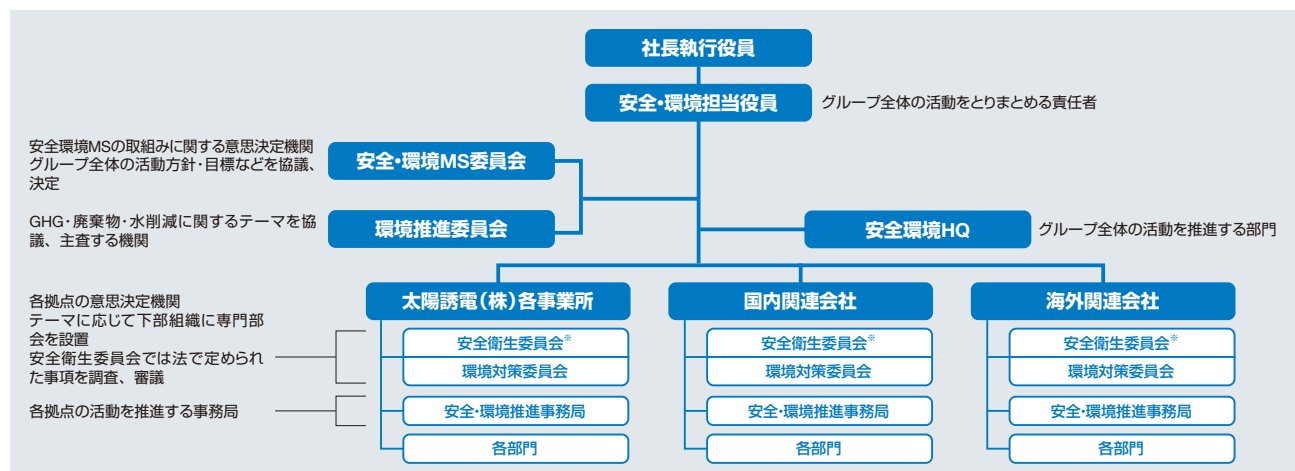 社長執行役員
安全・環境担当役員
グループ全体の活動をとりまとめる責任者
安全環境MSの取組みに関する意思決定機関
グループ全体の活動方針・目標などを協議、
決定
安全・環境MS委員会
GHG・廃棄物・水削減に関するテーマを協
議、主査する機関
環境推進委員会
安全環境HQ
グループ全体の活動を推進する部門
各拠点の意思決定機関
テーマに応じて下部組織に専門部
会を設置
安全衛生委員会では法で定められ
た事項を調査、審議
各拠点の活動を推進する事務局
太陽誘電(株)各事業所
安全衛生委員会※
環境対策委員会
安全・環境推進事務局
各部門
国内関連会社
安全衛生委員会※
環境対策委員会
安全・環境推進事務局
各部門
海外関連会社
安全衛生委員会※
環境対策委員会
安全・環境推進事務局
各部門